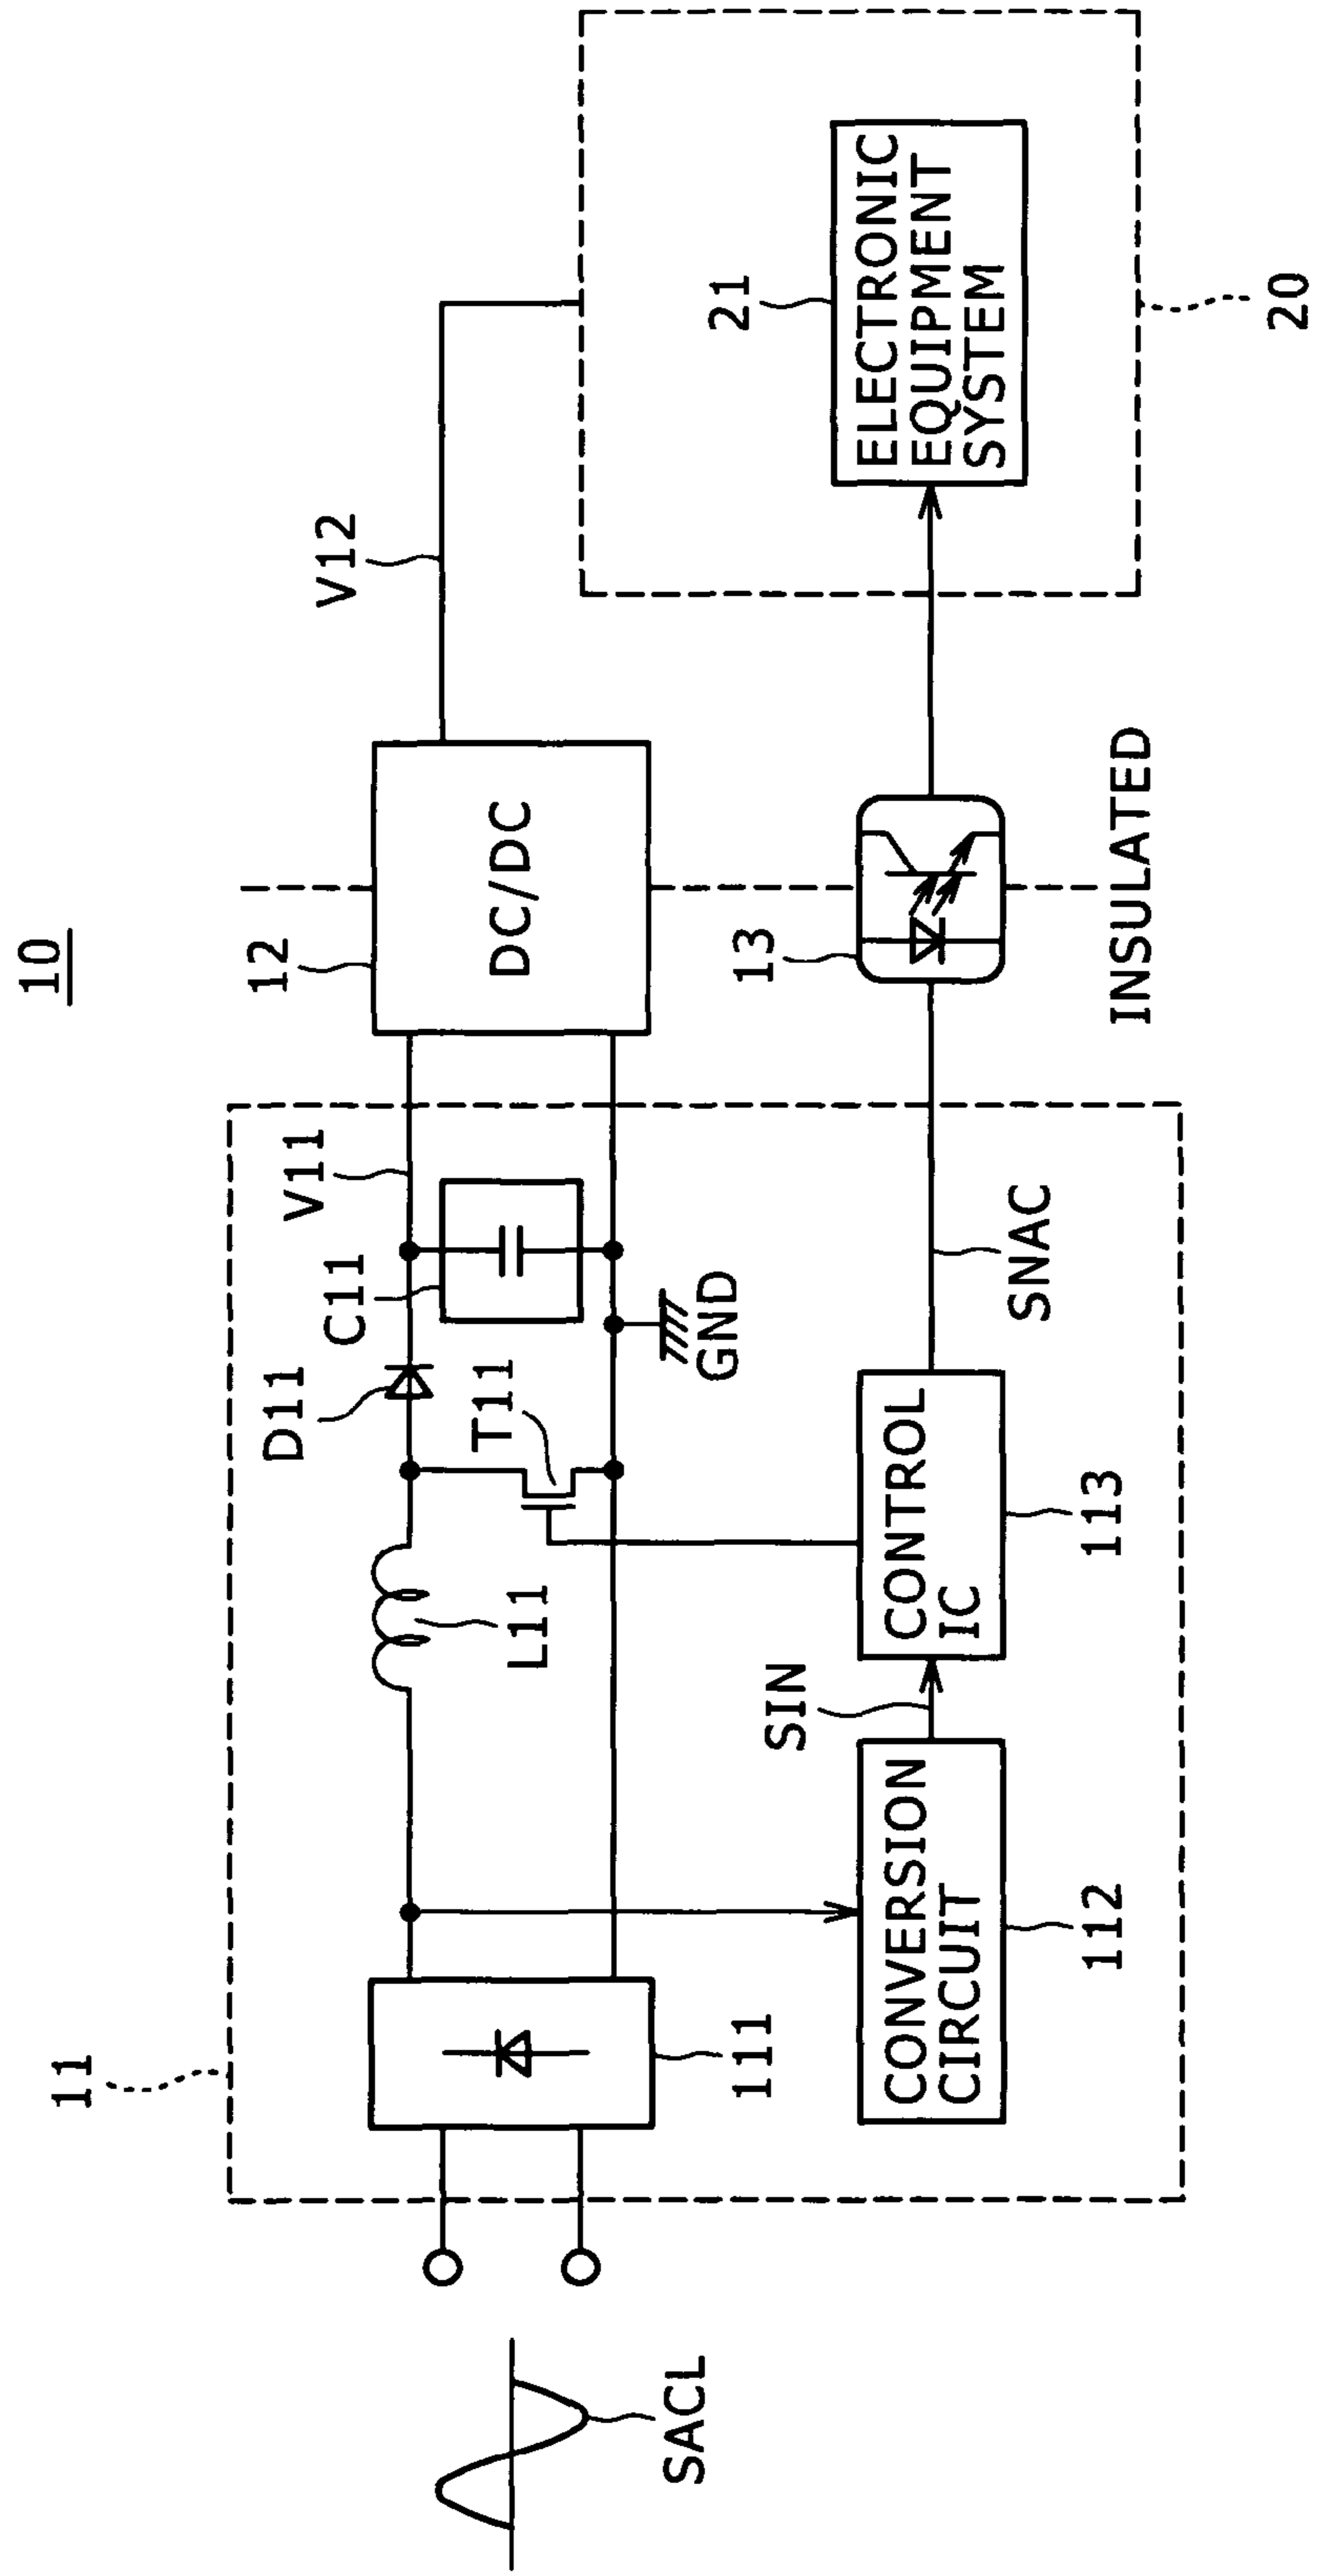 10
11
12
V12
V11
D11
C11
T11
L11
DC/DC
GND
111
SACL
21
ELECTRONIC
EQUIPMENT
SYSTEM
20
13
SIN
SNAC
CONVERSION
CIRCUIT
112
CONTROL
IC
113
INSULATED